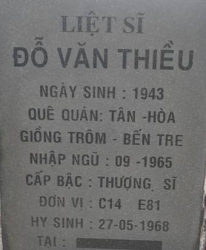 LIỆT SĨ
ĐỖ VĂN THIỀU
NGÀY SINH : 1943
QUÊ QUÁN: TÂN -HÒA
GIỒNG TRÔM - BẾN TRE
NHẬP NGŨ : 09 -1965
CẤP BẬC : THƯỢNG, SĨ
ĐƠN VỊ : C14 E81
HY SINH : 27-05-1968
TẠI :